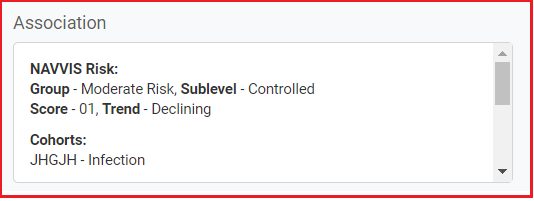 Association
NAVVIS Risk:
Group - Moderate Risk, Sublevel - Controlled
Score - 01, Trend - Declining
Cohorts:
JHGJH - Infection